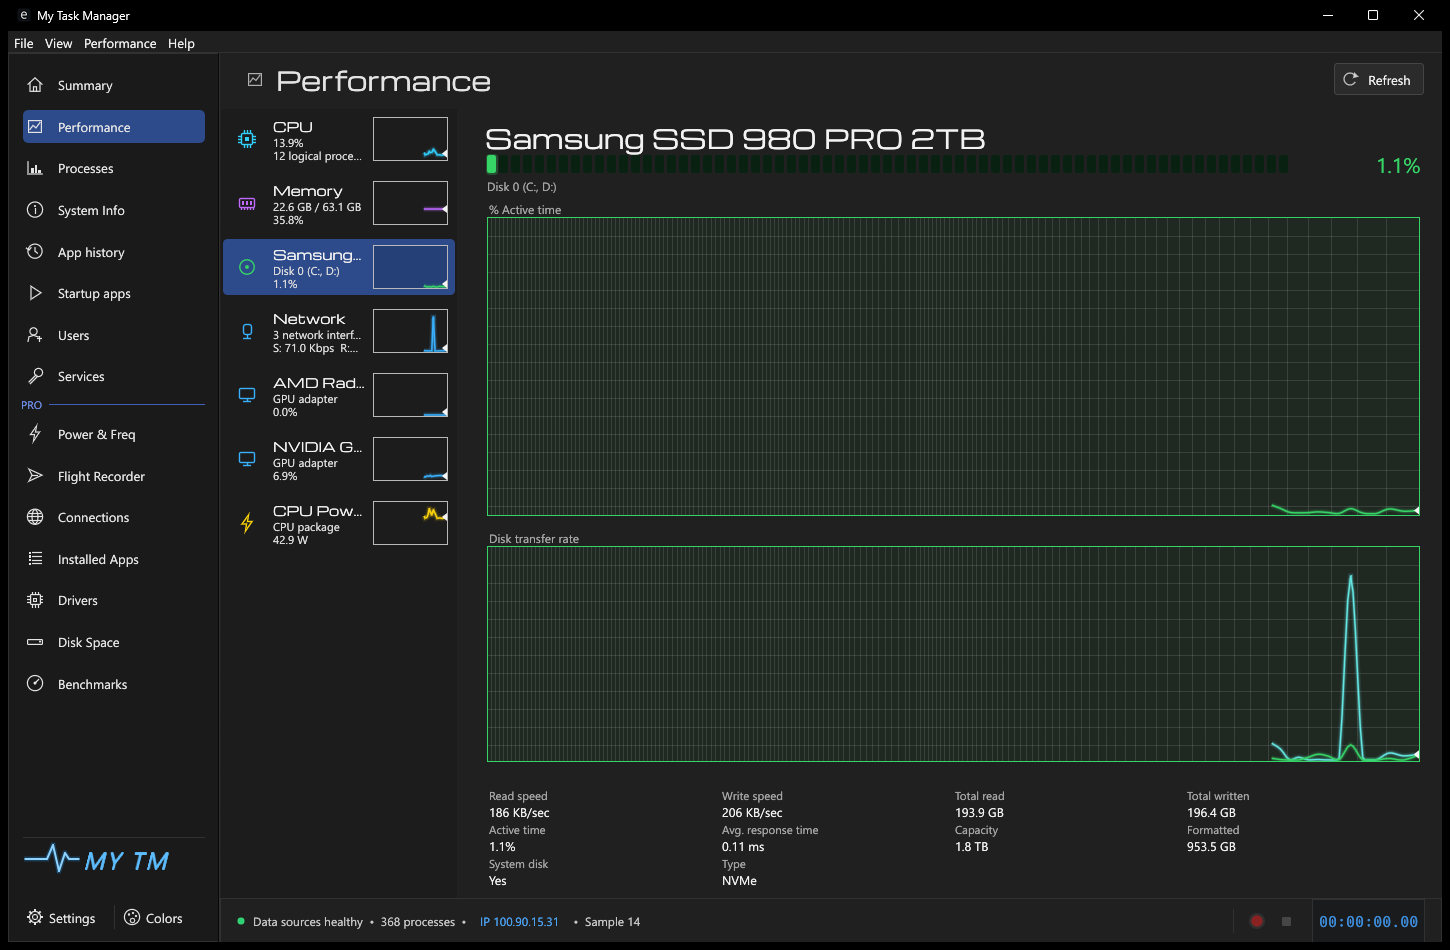 My Task Manager
File View Performance Help
Summary
Performance
Processes
System Info
App history
Startup apps
Users
Services
PRO
Power & Freq
Flight Recorder
Connections
Installed Apps
Drivers
Disk Space
Benchmarks
MY TM
Settings
Colors
Performance
Refresh
CPU
13.9%
12 logical proce...
Memory
22.6 GB / 63.1 GB
35.8%
Samsung...
Disk 0 (C:, D:)
1.1%
Network
3 network interf...
S: 71.0 Kbps R:...
AMD Rad...
GPU adapter
0.0%
NVIDIA G...
GPU adapter
6.9%
CPU Pow...
CPU package
42.9 W
Samsung SSD 980 PRO 2TB
1.1%
Disk 0 (C:, D:)
% Active time
Disk transfer rate
Read speed
186 KB/sec
Write speed
206 KB/sec
Total read
193.9 GB
Total written
196.4 GB
Active time
1.1%
Avg. response time
0.11 ms
Capacity
1.8 TB
Formatted
953.5 GB
System disk
Yes
Type
NVMe
Data sources healthy • 368 processes • IP 100.90.15.31 • Sample 14
00:00:00.00